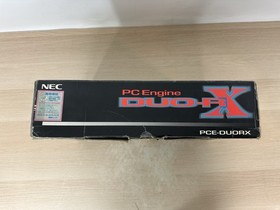 NEC
PC Engine
DUO-RX
PCE-DUORX